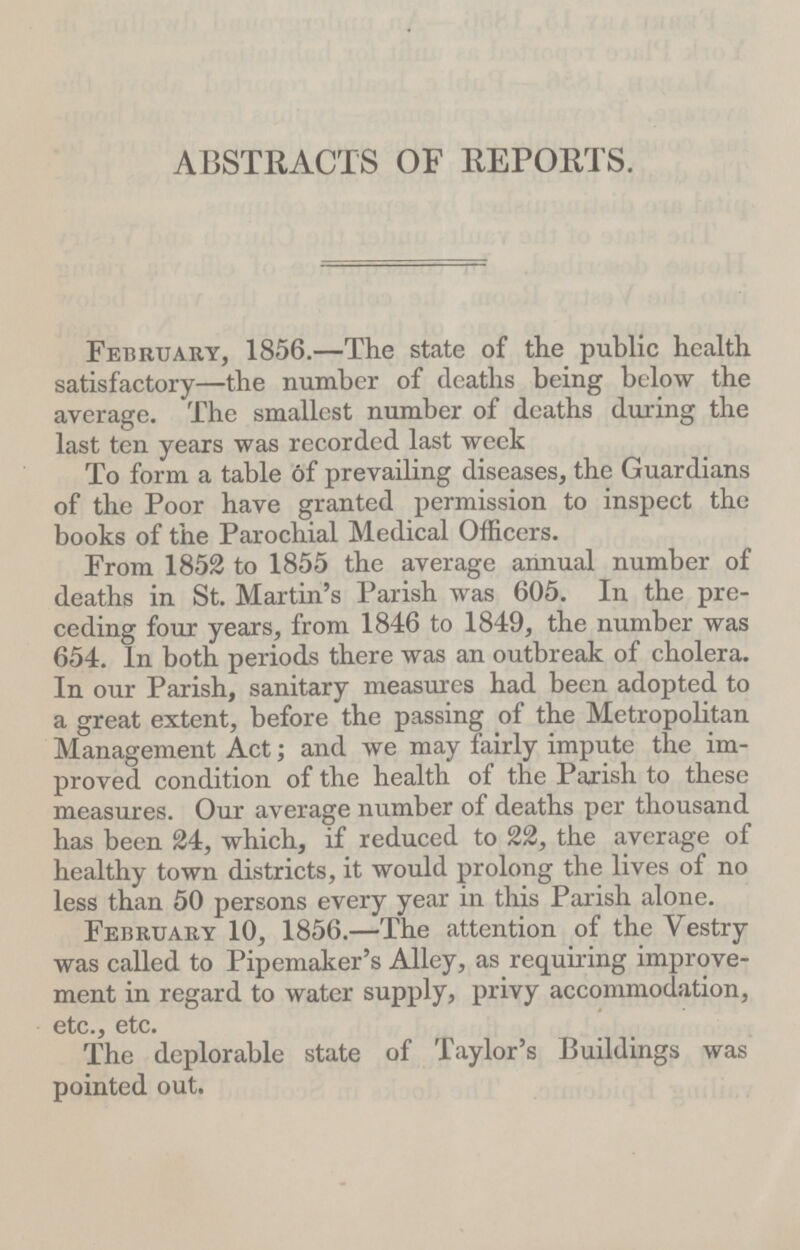 ABSTRACTS OF REPORTS.
February, 1856.—The state of the public health
satisfactory—the number of deaths being below the
average. The smallest number of deaths during the
last ten years was recorded last week
To form a table óf prevailing diseases, the Guardians
of the Poor have granted permission to inspect the
books of the Parochial Medical Officers.
From 1852 to 1855 the average annual number of
deaths in St. Martin's Parish was 605. In the pre-
ceding four years, from 1846 to 1849, the number was
654. In both periods there was an outbreak of cholera.
In our Parish, sanitary measures had been adopted to
a great extent, before the passing of the Metropolitan
Management Act; and we may fairly impute the im-
proved condition of the health of the Parish to these
measures. Our average number of deaths per thousand
has been 24, which, if reduced to 22, the average of
healthy town districts, it would prolong the lives of no
less than 50 persons every year in this Parish alone.
February 10, 1856.—The attention of the Vestry
was called to Pipemaker's Alley, as requiring improve-
ment in regard to water supply, privy accommodation,
etc., etc.
The deplorable state of Taylor's Buildings was
pointed out.